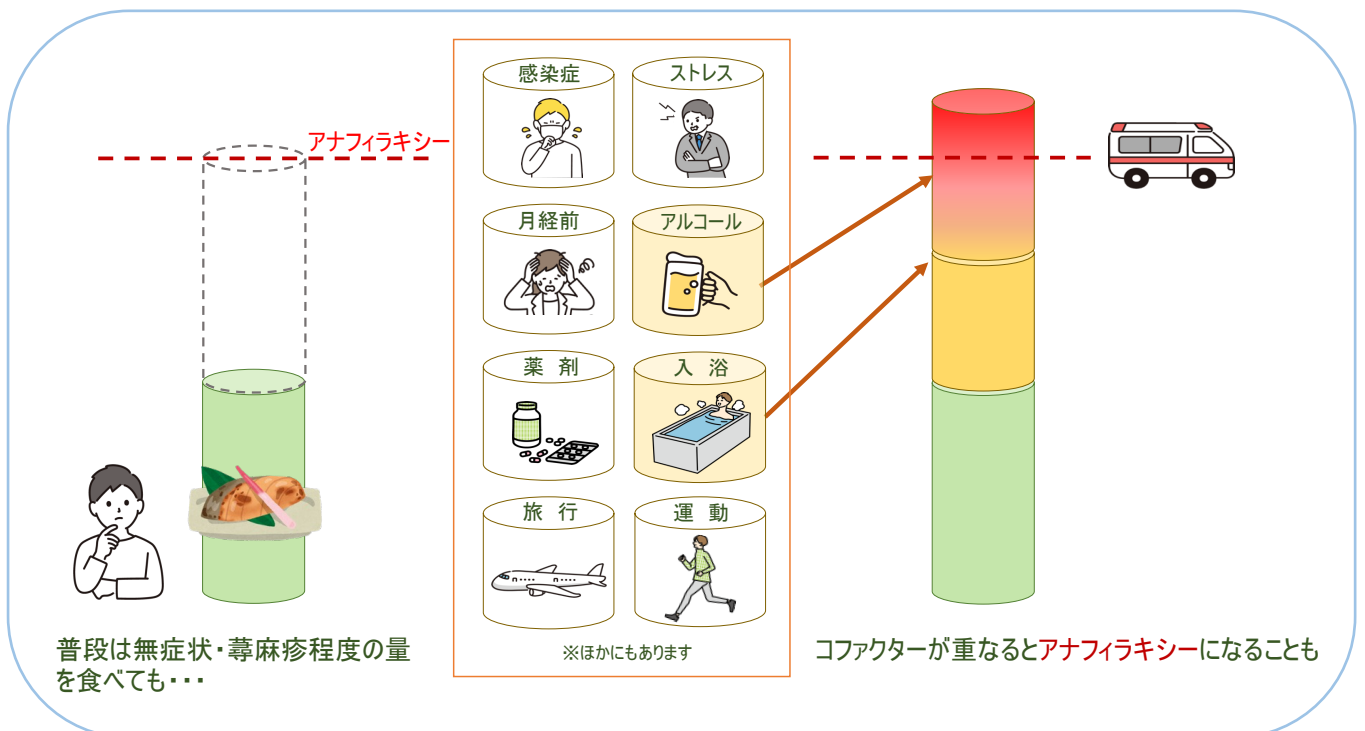 アナフィラキシー
感染症
ストレス
月経前
アルコール
薬 剤
入 浴
旅 行
運 動
※ほかにもあります
普段は無症状・蕁麻疹程度の量
を食べても・・・
コファクターが重なるとアナフィラキシーになることも